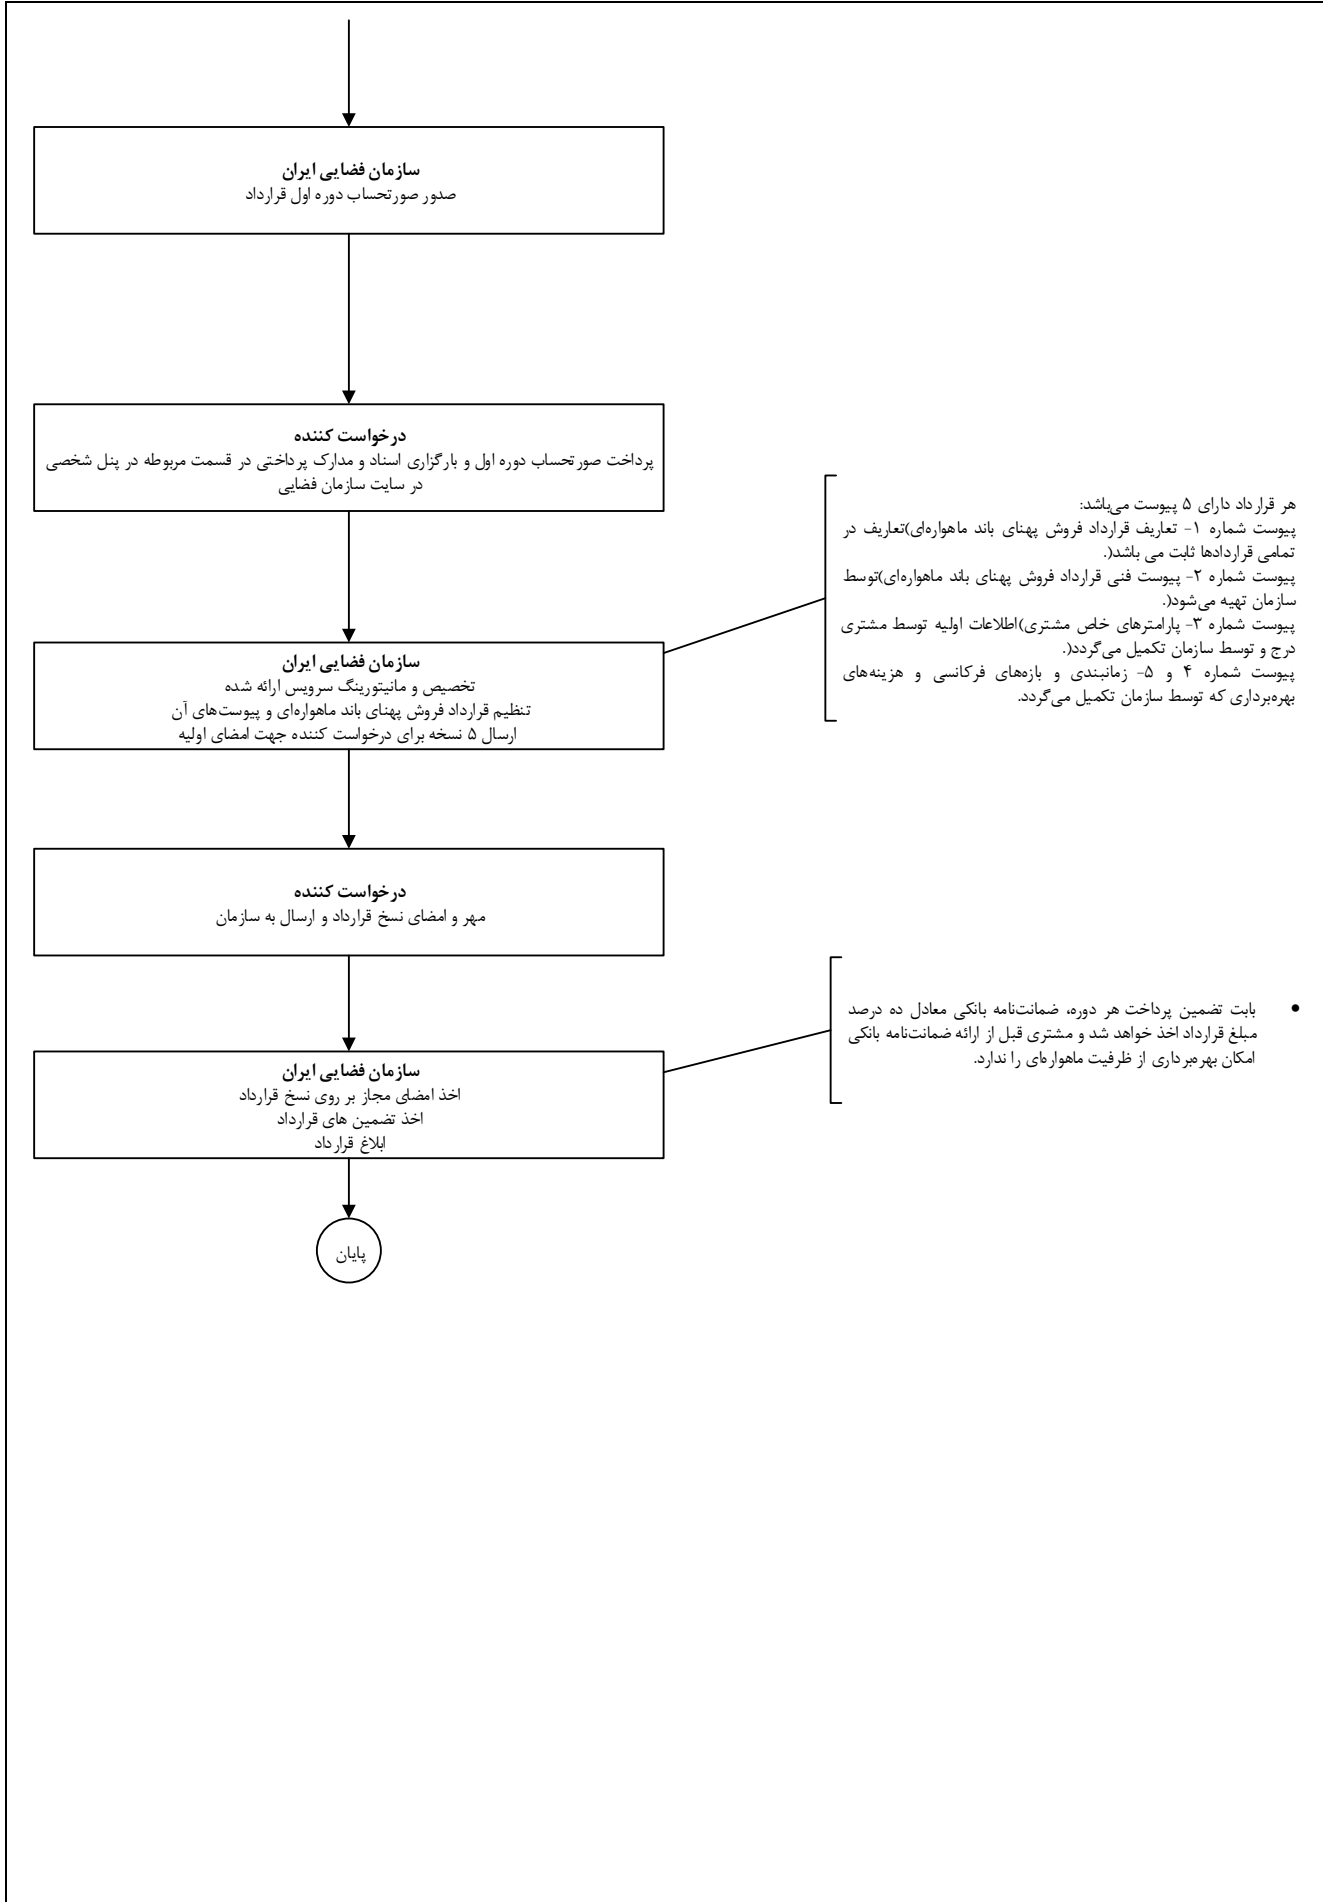 سازمان فضایی ایران
صدور صورتحساب دوره اول قرارداد
درخواست کننده
پرداخت صورتحساب دوره اول و بارگزاری اسناد و مدارک پرداختی در قسمت مربوطه در پنل شخصی
در سایت سازمان فضایی
هر قرارداد دارای ۵ پیوست می‌باشد:
پیوست شماره ۱- تعاریف قرارداد فروش پهنای باند ماهواره‌ای)تعاریف در
تمامی قراردادها ثابت می باشد(.
پیوست شماره ۲- پیوست فنی قرارداد فروش پهنای باند ماهواره‌ای)توسط
سازمان تهیه می‌شود(.
پیوست شماره ۳- پارامترهای خاص مشتری)اطلاعات اولیه توسط مشتری
درج و توسط سازمان تکمیل می‌گردد(.
پیوست شماره ۴ و ۵- زمانبندی و بازه‌های فرکانسی و هزینه‌های
بهره‌برداری که توسط سازمان تکمیل می‌گردد.
سازمان فضایی ایران
تخصیص و مانیتورینگ سرویس ارائه شده
تنظیم قرارداد فروش پهنای باند ماهواره‌ای و پیوست‌های آن
ارسال ۵ نسخه برای درخواست کننده جهت امضای اولیه
درخواست کننده
مهر و امضای نسخ قرارداد و ارسال به سازمان
• بابت تضمین پرداخت هر دوره، ضمانت‌نامه بانکی معادل ده درصد
مبلغ قرارداد اخذ خواهد شد و مشتری قبل از ارائه ضمانت‌نامه بانکی
امکان بهره‌برداری از ظرفیت ماهواره‌ای را ندارد.
سازمان فضایی ایران
اخذ امضای مجاز بر روی نسخ قرارداد
اخذ تضمین های قرارداد
ابلاغ قرارداد
پایان